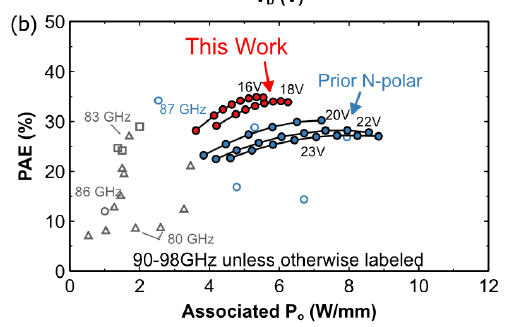 V_D (V)
(b)
50
40
30
20
10
0
PAE (%)
This Work
16V
18V
Prior N-polar
87 GHz
83 GHz
20V
22V
23V
86 GHz
80 GHz
90-98GHz unless otherwise labeled
0 2 4 6 8 10 12
Associated Pₒ (W/mm)